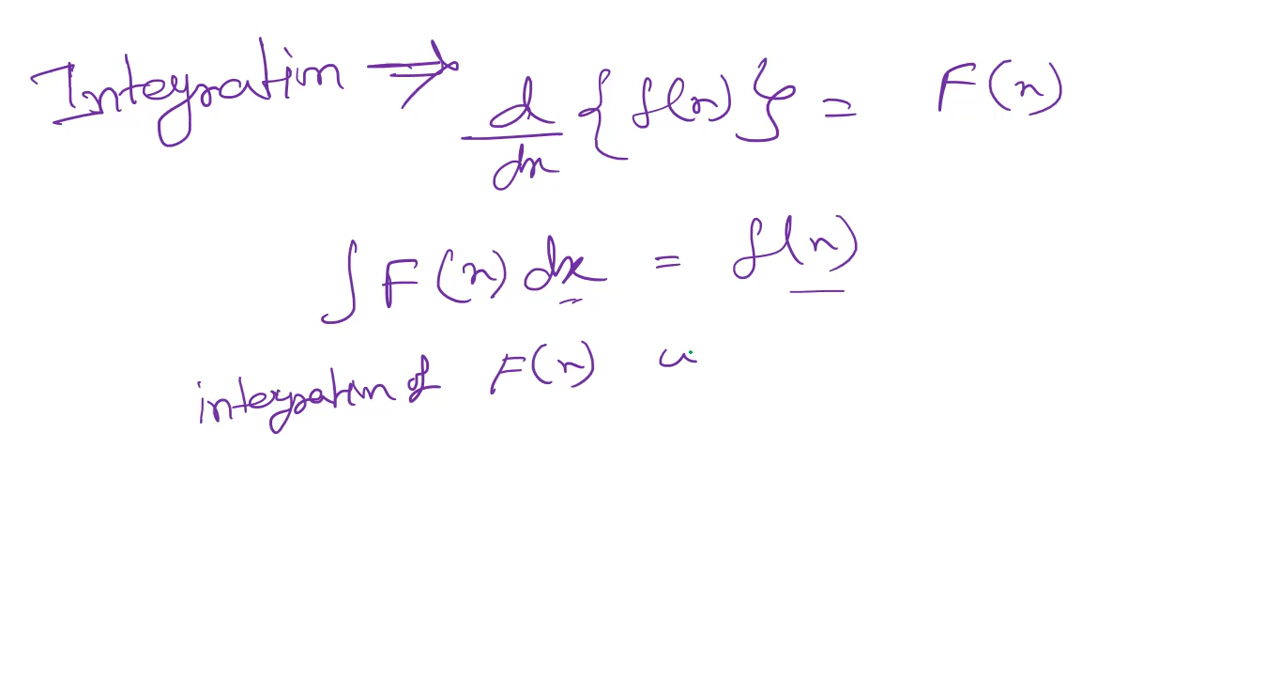 Integration ⇒ d/dx {f(x)} = F(x)
∫ F(x) dx = f(x)
integration of F(x) w